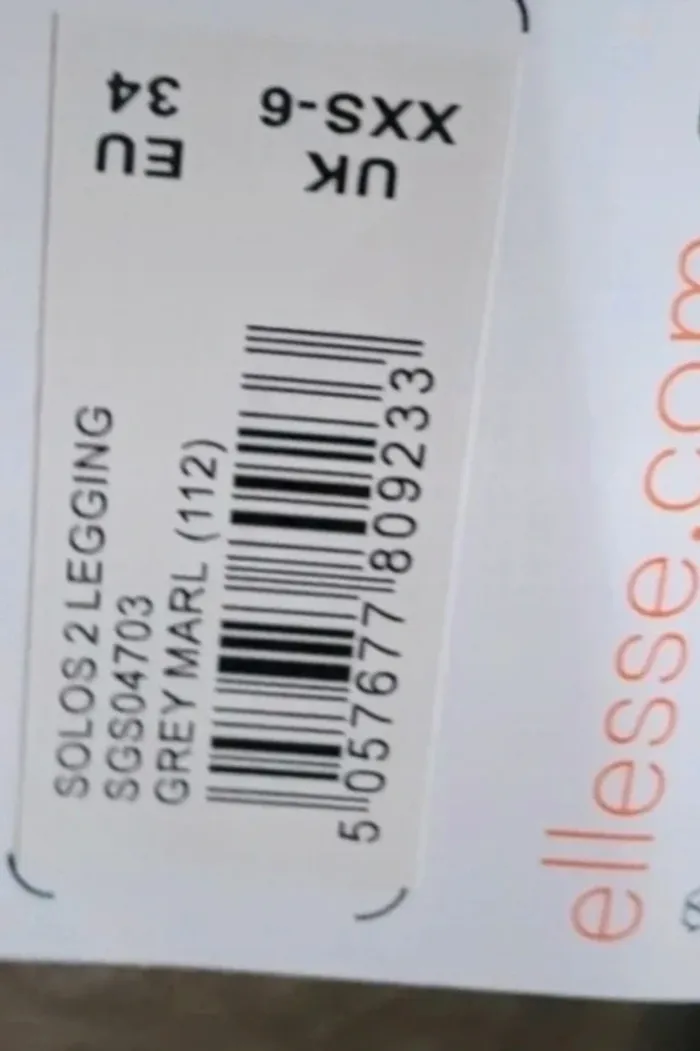 SOLOS 2 LEGGING
SGS04703
GREY MARL (112)
5 057677 809233
UK
XXS-6
EU
34
ellesse.com